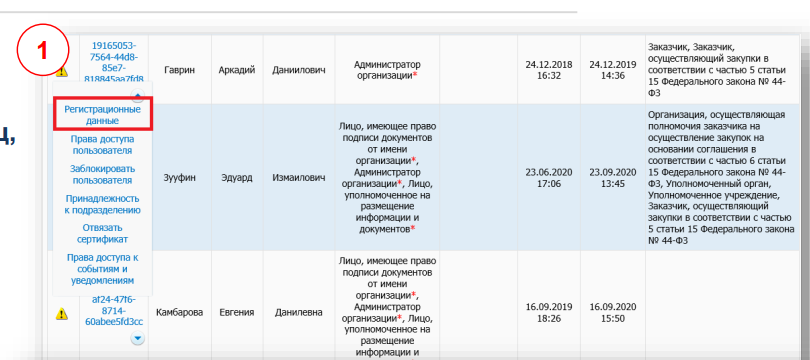 1
19165053-
7564-44d8-
85e7-
818845aa7fd8
Гаврин
Аркадий
Даниилович
Администратор
организации*
24.12.2018
16:32
24.12.2019
14:36
Заказчик, Заказчик,
осуществляющий закупки в
соответствии с частью 5 статьи
15 Федерального закона № 44-
ФЗ
ц,
Регистрационные
данные
Права доступа
пользователя
Заблокировать
пользователя
Принадлежность
к подразделению
Отвязать
сертификат
Права доступа к
событиям и
уведомлениям
Зууфин
Эдуард
Измаилович
Лицо, имеющее право
подписи документов
от имени
организации*,
Администратор
организации*, Лицо,
уполномоченное на
размещение
информации и
документов*
23.06.2020
17:06
23.09.2020
13:45
Организация, осуществляющая
полномочия заказчика на
осуществление закупок на
основании соглашения в
соответствии с частью 6 статьи
15 Федерального закона № 44-
ФЗ, Уполномоченный орган,
Уполномоченное учреждение,
Заказчик, осуществляющий
закупки в соответствии с частью
5 статьи 15 Федерального закона
№ 44-ФЗ
af24-47f6-
8714-
60abee5fd3cc
Камбарова
Евгения
Данилевна
Лицо, имеющее право
подписи документов
от имени
организации*,
Администратор
организации*, Лицо,
уполномоченное на
размещение
информации и
16.09.2019
18:26
16.09.2020
15:50